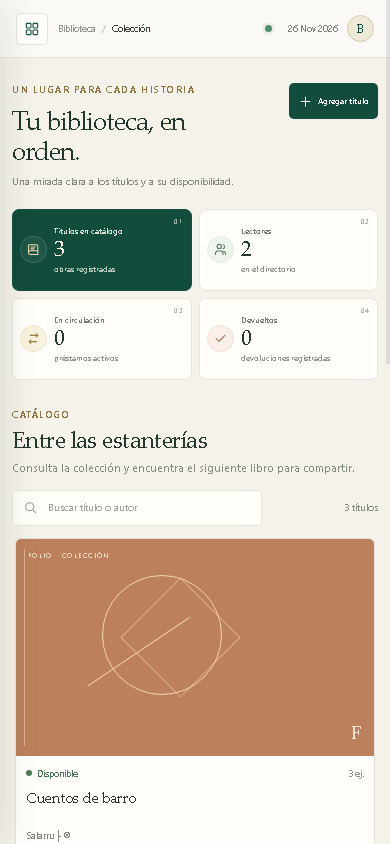 Biblioteca / Colección
26 Nov 2026
B
UN LUGAR PARA CADA HISTORIA
Agregar título
Tu biblioteca, en
orden.
Una mirada clara a los títulos y a su disponibilidad.
01
Títulos en catálogo
3
obras registradas
02
Lectores
2
en el directorio
03
En circulación
0
préstamos activos
04
Devueltos
0
devoluciones registradas
CATÁLOGO
Entre las estanterías
Consulta la colección y encuentra el siguiente libro para compartir.
Buscar título o autor
3 títulos
FOLIO COLECCIÓN
F
Disponible
3 ej.
Cuentos de barro